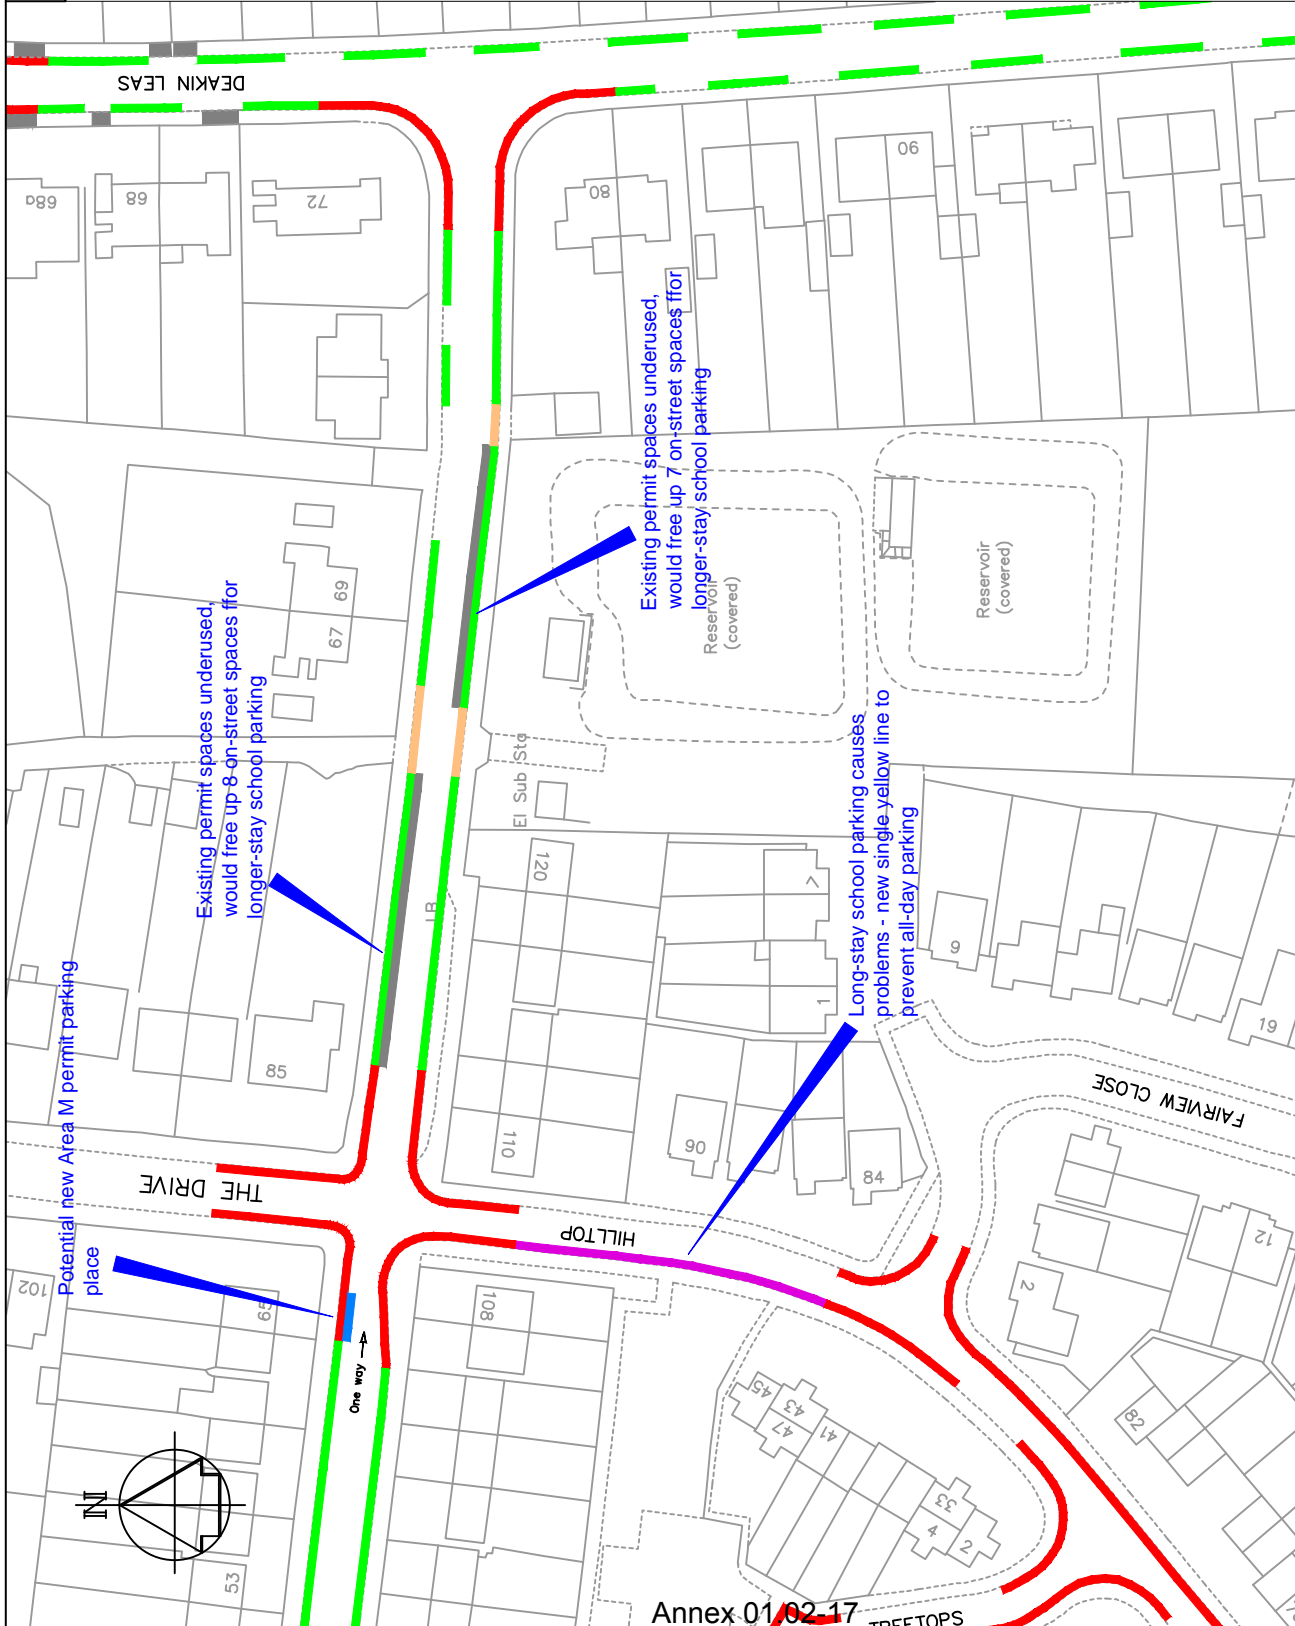 DEAKIN LEAS
68a
68
72
80
90
Existing permit spaces underused,
would free up 7 on-street spaces ffor
longer-stay school parking
Reservoir
(covered)
Reservoir
(covered)
69
67
Existing permit spaces underused,
would free up 8 on-street spaces ffor
longer-stay school parking
El Sub Sta
LB
120
7
1
Long-stay school parking causes
problems - new single yellow line to
prevent all-day parking
9
19
85
110
90
84
FAIRVIEW CLOSE
THE DRIVE
HILLTOP
Potential new Area M permit parking
place
102
65
108
One way
12
2
82
45
43
47
41
33
4
2
N
53
Annex 01.02-17
TREETOPS